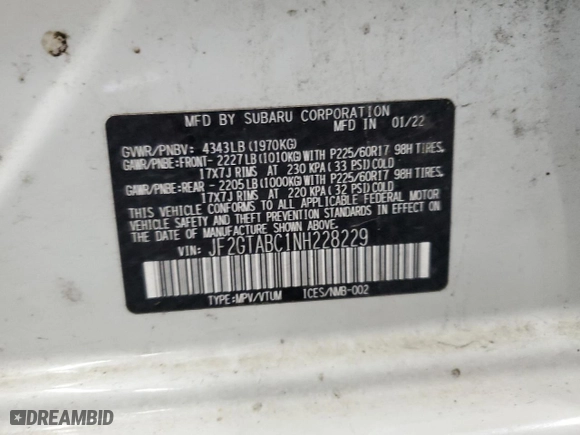 MFD BY SUBARU CORPORATION
MFD IN 01/22
GVWR/PNBV: 4343LB(1970KG)
GAWR/PNBE:FRONT- 2227LB(1010KG)WITH P225/60R17 98H TIRES,
17X7J RIMS AT 230 KPA(33 PSI)COLD
GAWR/PNBE:REAR - 2205LB(1000KG)WITH P225/60R17 98H TIRES,
17X7J RIMS AT 220 KPA(32 PSI)COLD
THIS VEHICLE CONFORMS TO ALL APPLICABLE FEDERAL MOTOR
VEHICLE SAFETY AND THEFT PREVENTION STANDARDS IN EFFECT
ON THE DATE OF MANUFACTURE SHOWN ABOVE.
VIN: JF2GTABC1NH228229
TYPE:MPV/VTUM ICES/NMB-002
DREAMBID